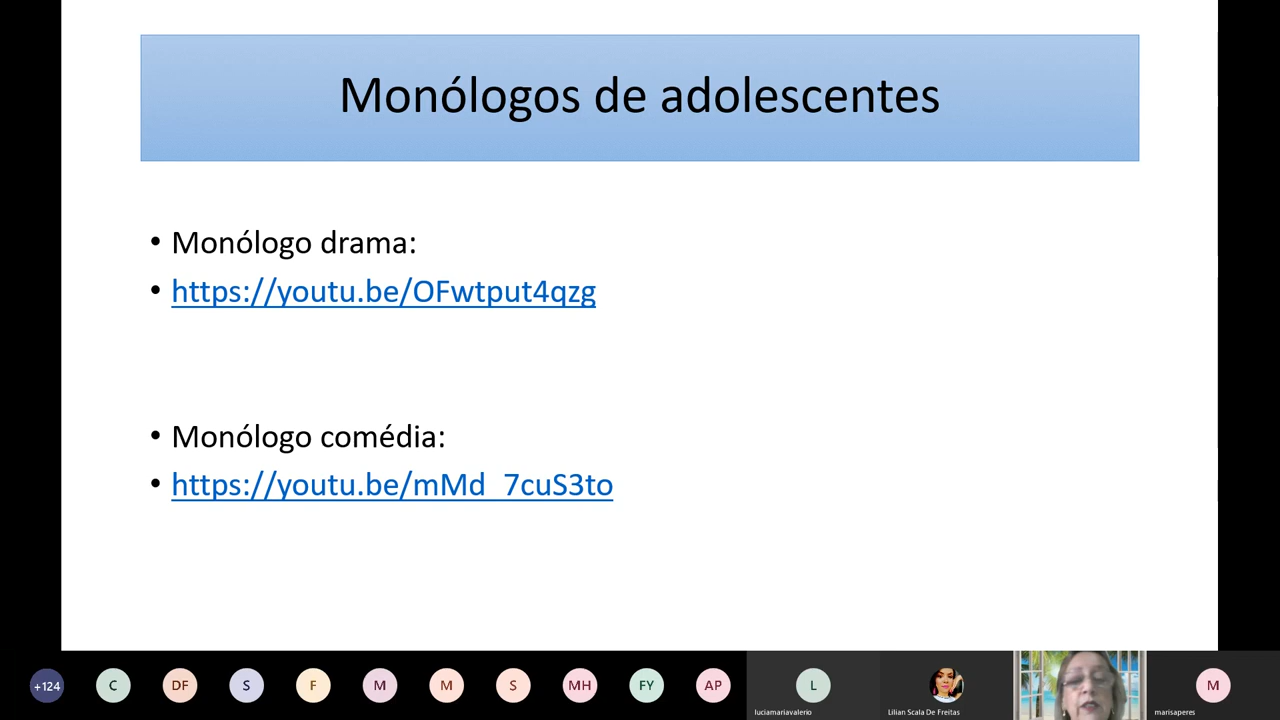 Monólogos de adolescentes
• Monólogo drama:
• https://youtu.be/OFwtput4qzg
• Monólogo comédia:
• https://youtu.be/mMd_7cuS3to
+124 C DF S F M M S MH FY AP L M
luciamariavalerio Lilian Scala De Freitas marisaperes